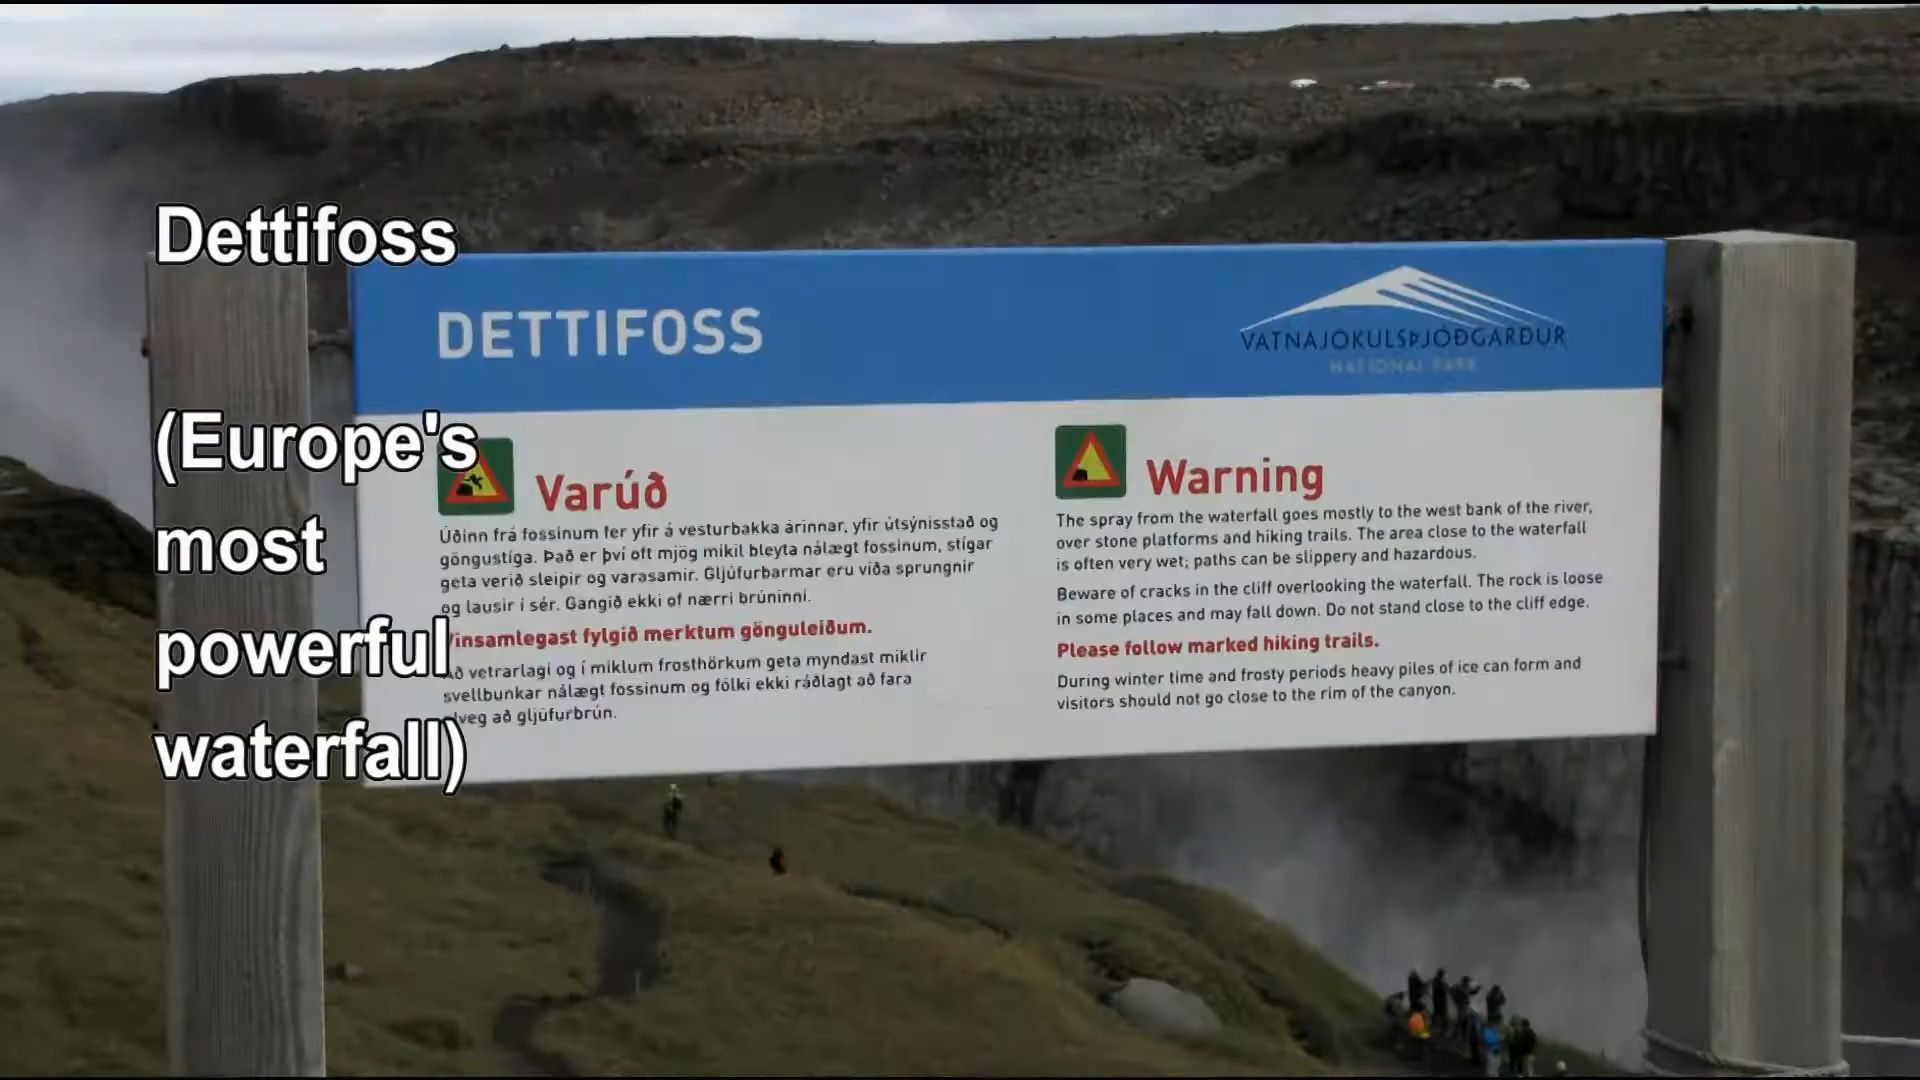 Dettifoss
(Europe's
most
powerful
waterfall)
DETTIFOSS
VATNAJÖKULSÞJÓÐGARÐUR
NATIONAL PARK
Varúð
Úðinn frá fossinum fer yfir á vesturbakka árinnar, yfir útsýnisstað og
göngustíga. Það er því oft mjög mikil bleyta nálægt fossinum, stígar
geta verið sleipir og varasamir. Gljúfurbarmar eru víða sprungnir
og lausir í sér. Gangið ekki of nærri brúninni.
Vinsamlegast fylgið merktum gönguleiðum.
Að vetrarlagi og í miklum frosthörkum geta myndast miklir
svellbunkar nálægt fossinum og fólki ekki ráðlagt að fara
alveg að gljúfurbrún.
Warning
The spray from the waterfall goes mostly to the west bank of the river,
over stone platforms and hiking trails. The area close to the waterfall
is often very wet; paths can be slippery and hazardous.
Beware of cracks in the cliff overlooking the waterfall. The rock is loose
in some places and may fall down. Do not stand close to the cliff edge.
Please follow marked hiking trails.
During winter time and frosty periods heavy piles of ice can form and
visitors should not go close to the rim of the canyon.